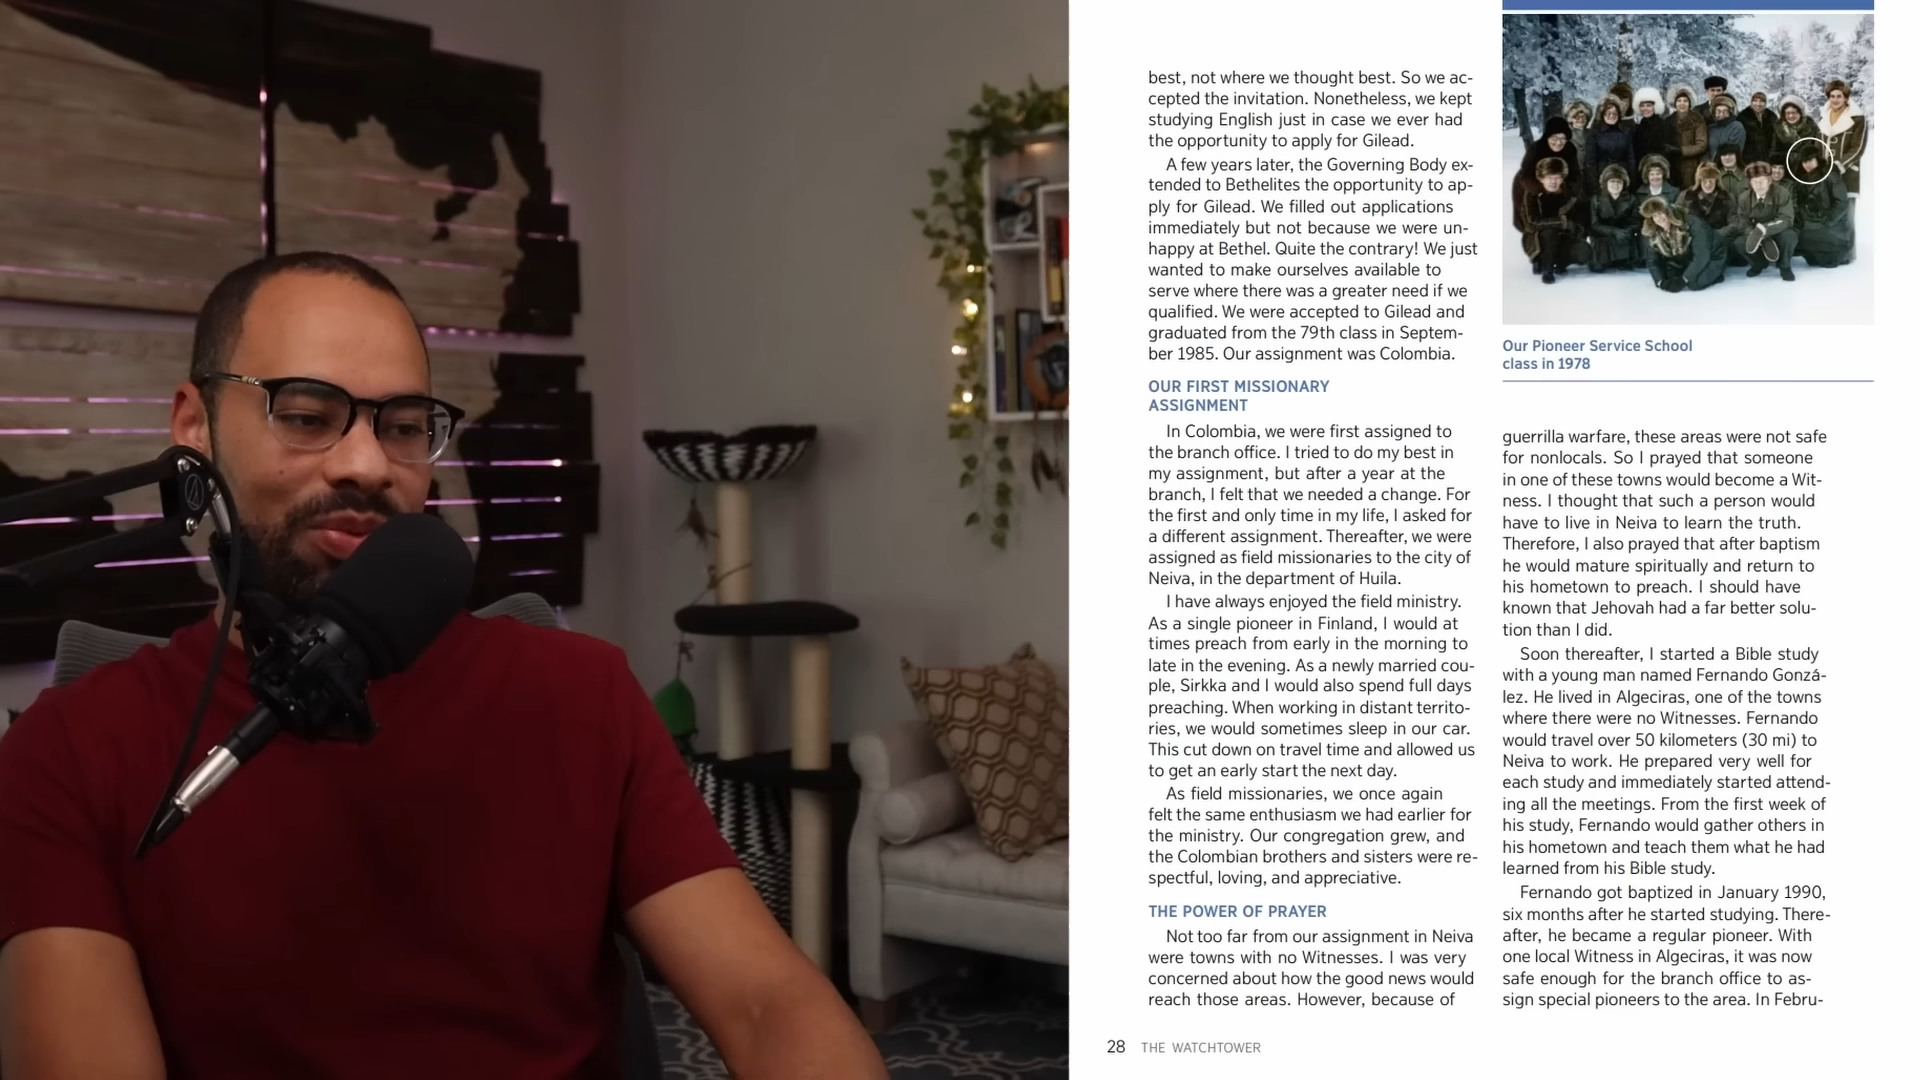 best, not where we thought best. So we ac-
cepted the invitation. Nonetheless, we kept
studying English just in case we ever had
the opportunity to apply for Gilead.
A few years later, the Governing Body ex-
tended to Bethelites the opportunity to ap-
ply for Gilead. We filled out applications
immediately but not because we were un-
happy at Bethel. Quite the contrary! We just
wanted to make ourselves available to
serve where there was a greater need if we
qualified. We were accepted to Gilead and
graduated from the 79th class in Septem-
ber 1985. Our assignment was Colombia.
OUR FIRST MISSIONARY
ASSIGNMENT
In Colombia, we were first assigned to
the branch office. I tried to do my best in
my assignment, but after a year at the
branch, I felt that we needed a change. For
the first and only time in my life, I asked for
a different assignment. Thereafter, we were
assigned as field missionaries to the city of
Neiva, in the department of Huila.
I have always enjoyed the field ministry.
As a single pioneer in Finland, I would at
times preach from early in the morning to
late in the evening. As a newly married cou-
ple, Sirkka and I would also spend full days
preaching. When working in distant territo-
ries, we would sometimes sleep in our car.
This cut down on travel time and allowed us
to get an early start the next day.
As field missionaries, we once again
felt the same enthusiasm we had earlier for
the ministry. Our congregation grew, and
the Colombian brothers and sisters were re-
spectful, loving, and appreciative.
THE POWER OF PRAYER
Not too far from our assignment in Neiva
were towns with no Witnesses. I was very
concerned about how the good news would
reach those areas. However, because of
Our Pioneer Service School
class in 1978
guerrilla warfare, these areas were not safe
for nonlocals. So I prayed that someone
in one of these towns would become a Wit-
ness. I thought that such a person would
have to live in Neiva to learn the truth.
Therefore, I also prayed that after baptism
he would mature spiritually and return to
his hometown to preach. I should have
known that Jehovah had a far better solu-
tion than I did.
Soon thereafter, I started a Bible study
with a young man named Fernando Gonzá-
lez. He lived in Algeciras, one of the towns
where there were no Witnesses. Fernando
would travel over 50 kilometers (30 mi) to
Neiva to work. He prepared very well for
each study and immediately started attend-
ing all the meetings. From the first week of
his study, Fernando would gather others in
his hometown and teach them what he had
learned from his Bible study.
Fernando got baptized in January 1990,
six months after he started studying. There-
after, he became a regular pioneer. With
one local Witness in Algeciras, it was now
safe enough for the branch office to as-
sign special pioneers to the area. In Febru-
28 THE WATCHTOWER